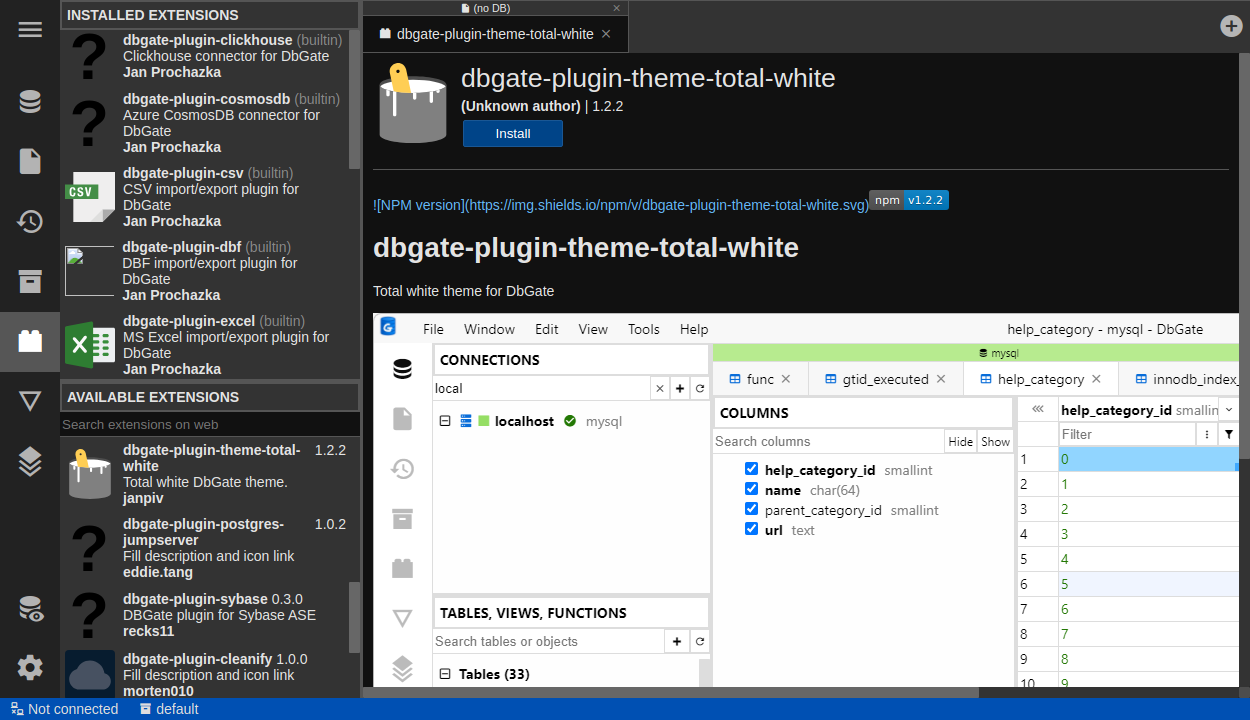 INSTALLED EXTENSIONS
dbgate-plugin-clickhouse (builtin)
Clickhouse connector for DbGate
Jan Prochazka
dbgate-plugin-cosmosdb (builtin)
Azure CosmosDB connector for
DbGate
Jan Prochazka
dbgate-plugin-csv (builtin)
CSV import/export plugin for
DbGate
Jan Prochazka
CSV
dbgate-plugin-dbf (builtin)
DBF import/export plugin for
DbGate
Jan Prochazka
dbgate-plugin-excel (builtin)
MS Excel import/export plugin for
DbGate
Jan Prochazka
AVAILABLE EXTENSIONS
Search extensions on web
dbgate-plugin-theme-total-white 1.2.2
Total white DbGate theme.
janpiv
dbgate-plugin-postgres-jumpserver 1.0.2
Fill description and icon link
eddie.tang
dbgate-plugin-sybase 0.3.0
DBGate plugin for Sybase ASE
recks11
dbgate-plugin-cleanify 1.0.0
Fill description and icon link
morten010
(no DB)
dbgate-plugin-theme-total-white
dbgate-plugin-theme-total-white
(Unknown author) | 1.2.2
Install
![NPM version](https://img.shields.io/npm/v/dbgate-plugin-theme-total-white.svg) npm v1.2.2
dbgate-plugin-theme-total-white
Total white theme for DbGate
File Window Edit View Tools Help help_category - mysql - DbGate
CONNECTIONS
local
localhost mysql
TABLES, VIEWS, FUNCTIONS
Search tables or objects
Tables (33)
mysql
func gtid_executed help_category innodb_index_
COLUMNS
Search columns Hide Show
help_category_id smallint
name char(64)
parent_category_id smallint
url text
help_category_id smallin
Filter
1 0
2 1
3 2
4 3
5 4
6 5
7 6
8 7
9 8
10 9
Not connected default